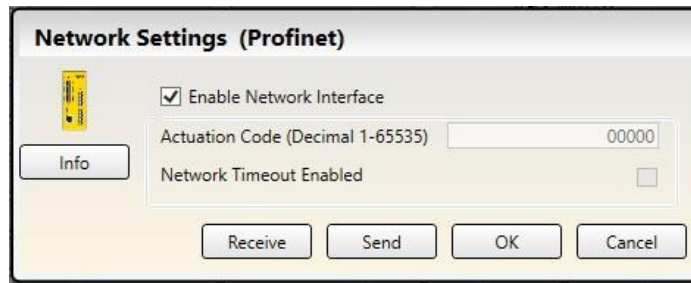 Network Settings (Profinet)
Enable Network Interface
Actuation Code (Decimal 1-65535) 00000
Info
Network Timeout Enabled
Receive Send OK Cancel